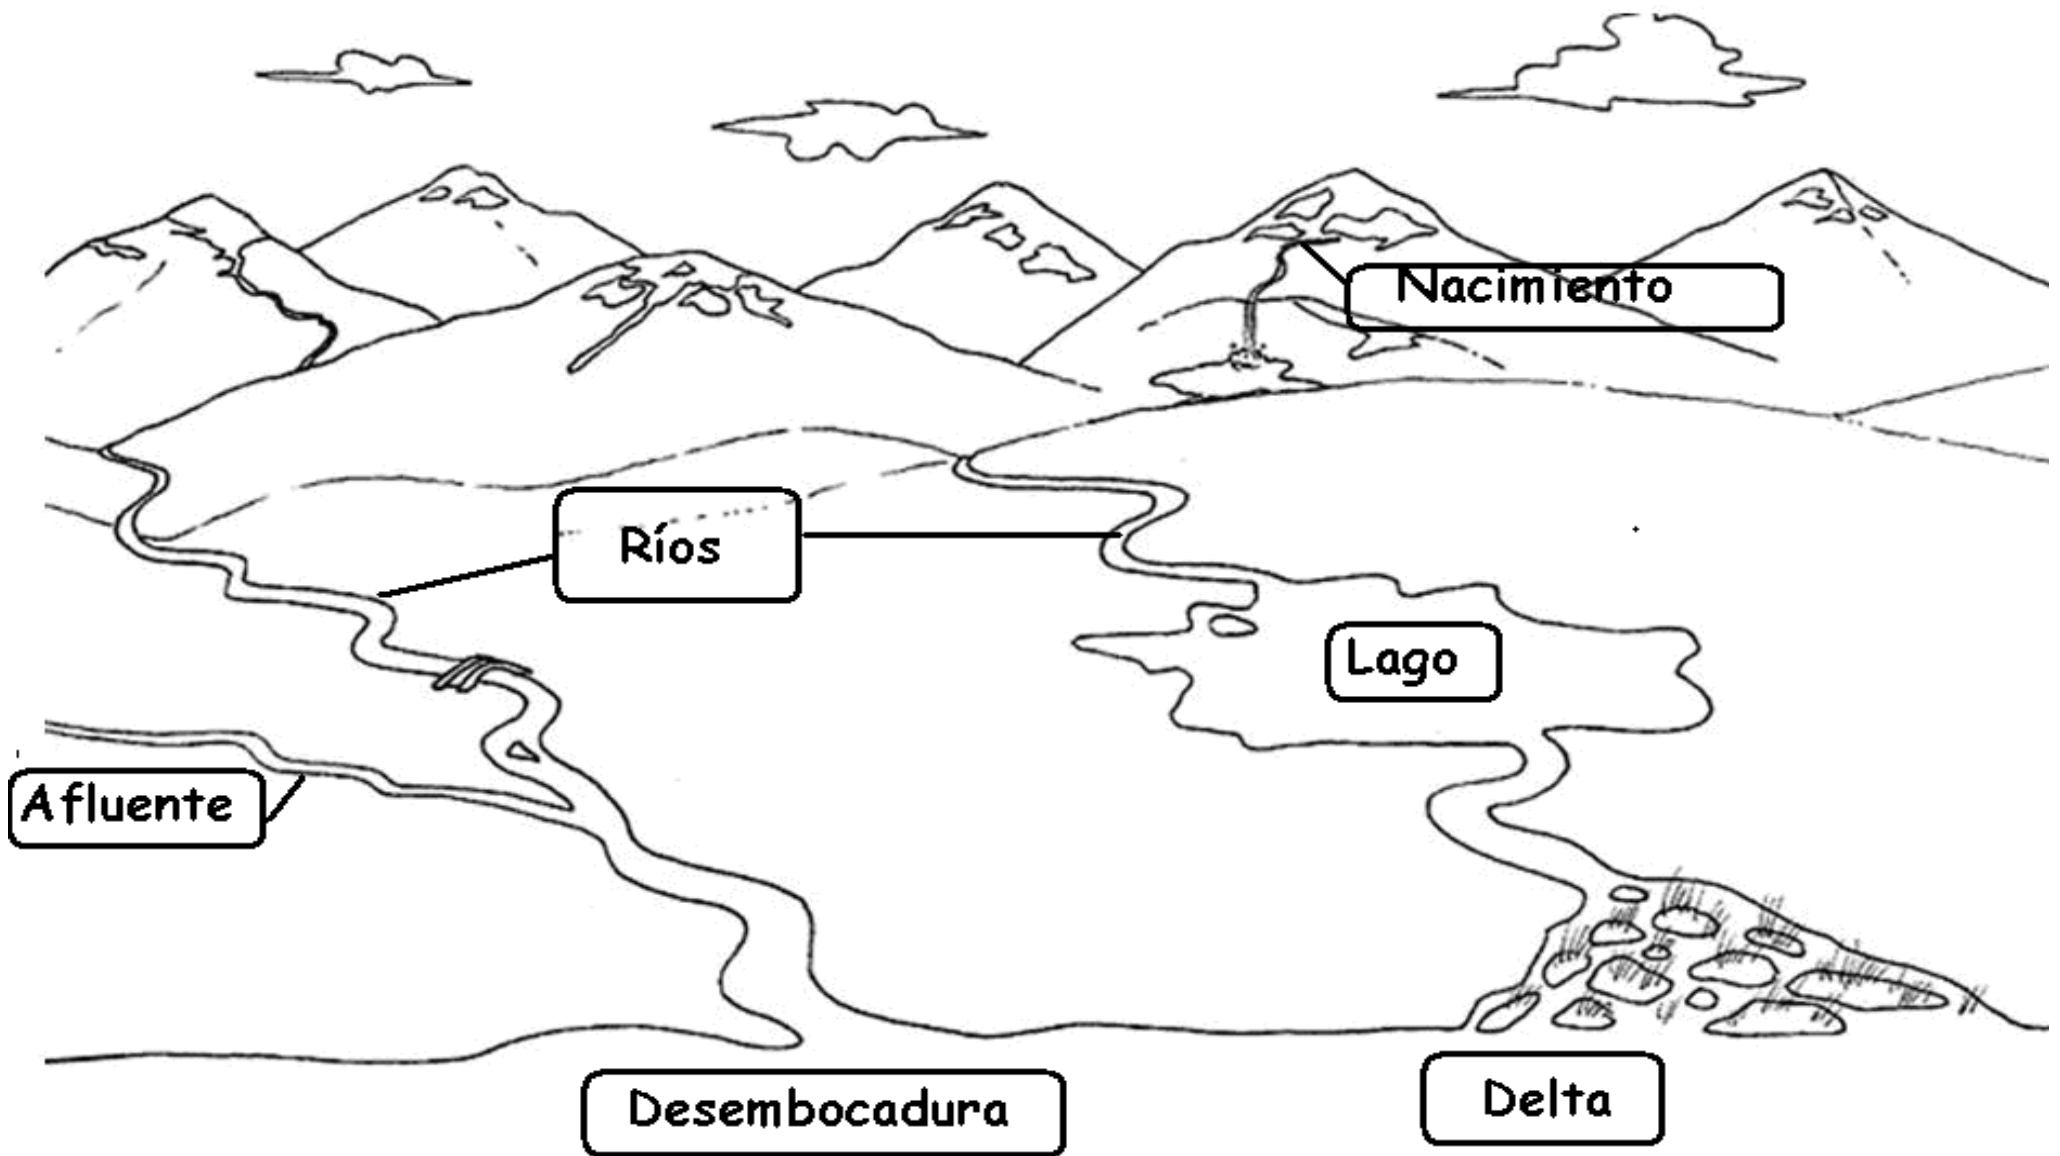 Nacimiento
Ríos
Lago
Afluente
Desembocadura
Delta